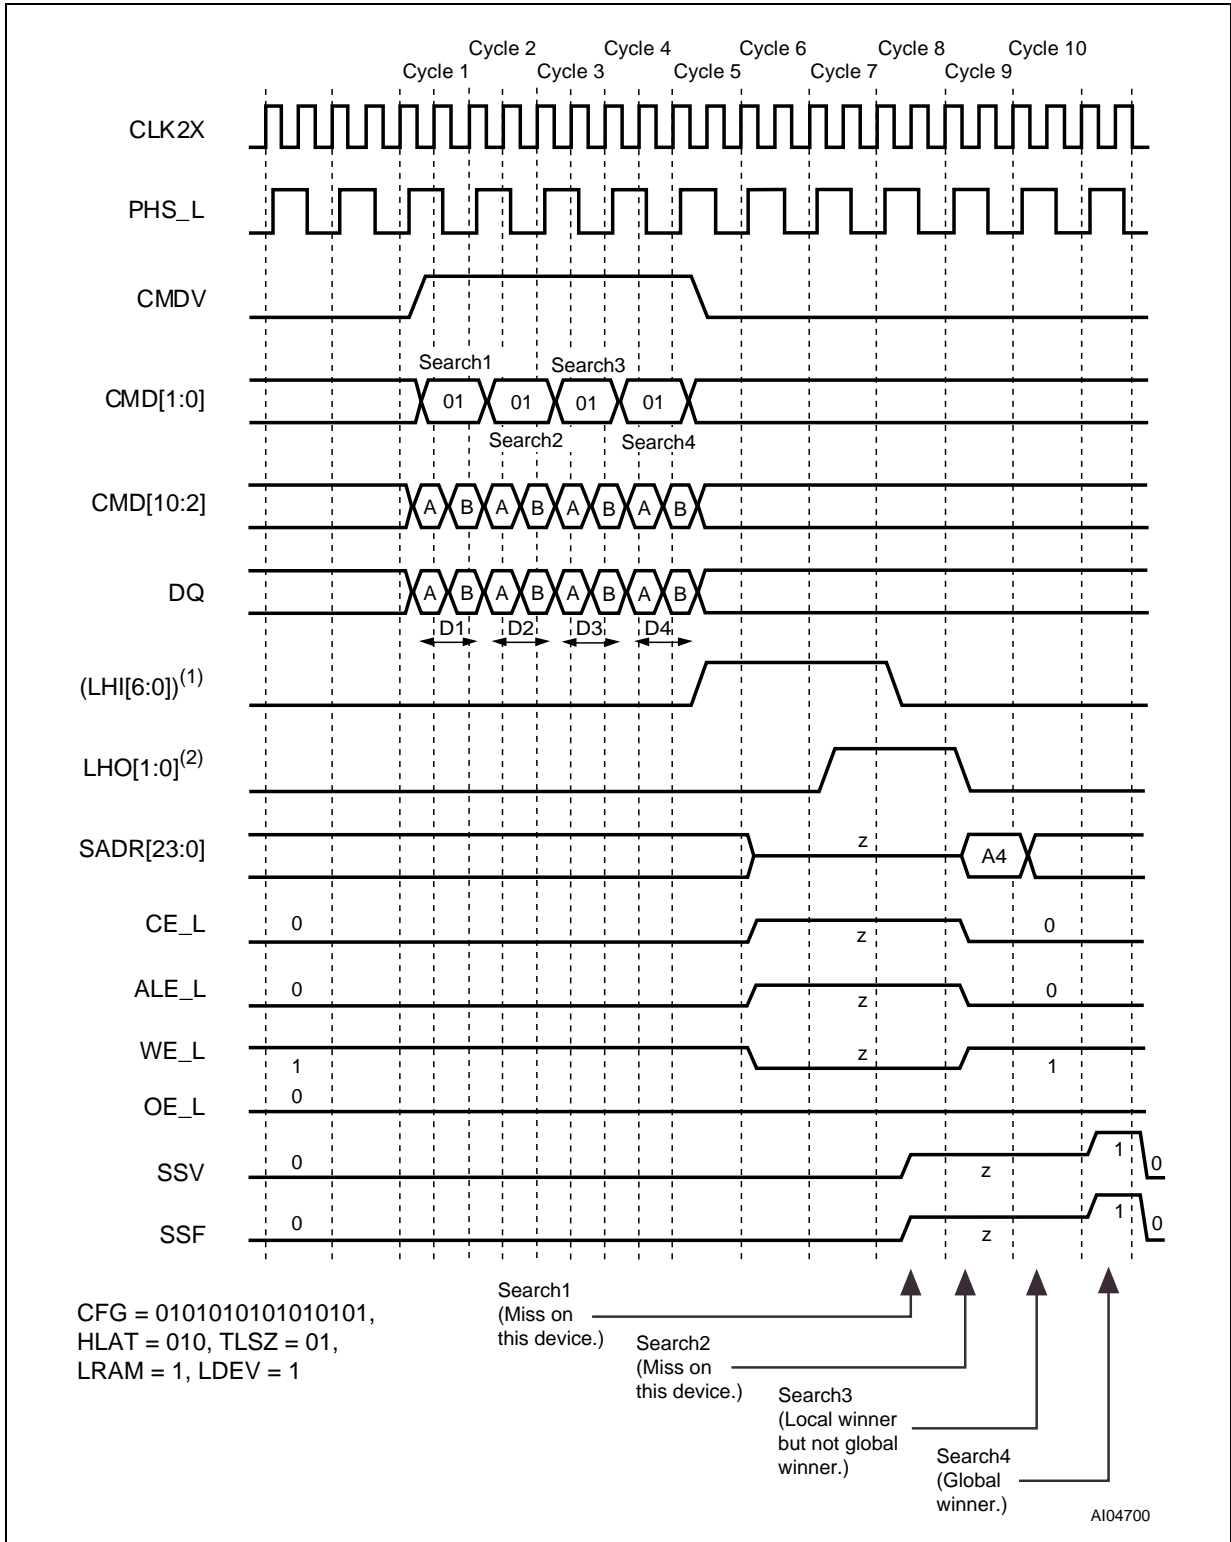 Cycle 2 Cycle 4 Cycle 6 Cycle 8 Cycle 10
Cycle 1 Cycle 3 Cycle 5 Cycle 7 Cycle 9
CLK2X
PHS_L
CMDV
Search1 Search3
CMD[1:0] 01 01 01 01
Search2 Search4
CMD[10:2] A B A B A B A B
DQ A B A B A B A B
D1 D2 D3 D4
(LHI[6:0])(1)
LHO[1:0](2)
SADR[23:0] z A4
CE_L 0 z 0
ALE_L 0 z 0
WE_L 1 z 1
OE_L 0
SSV 0 z 1 0
SSF 0 z 1 0
CFG = 0101010101010101,
HLAT = 010, TLSZ = 01,
LRAM = 1, LDEV = 1
Search1
(Miss on
this device.)
Search2
(Miss on
this device.)
Search3
(Local winner
but not global
winner.)
Search4
(Global
winner.)
AI04700